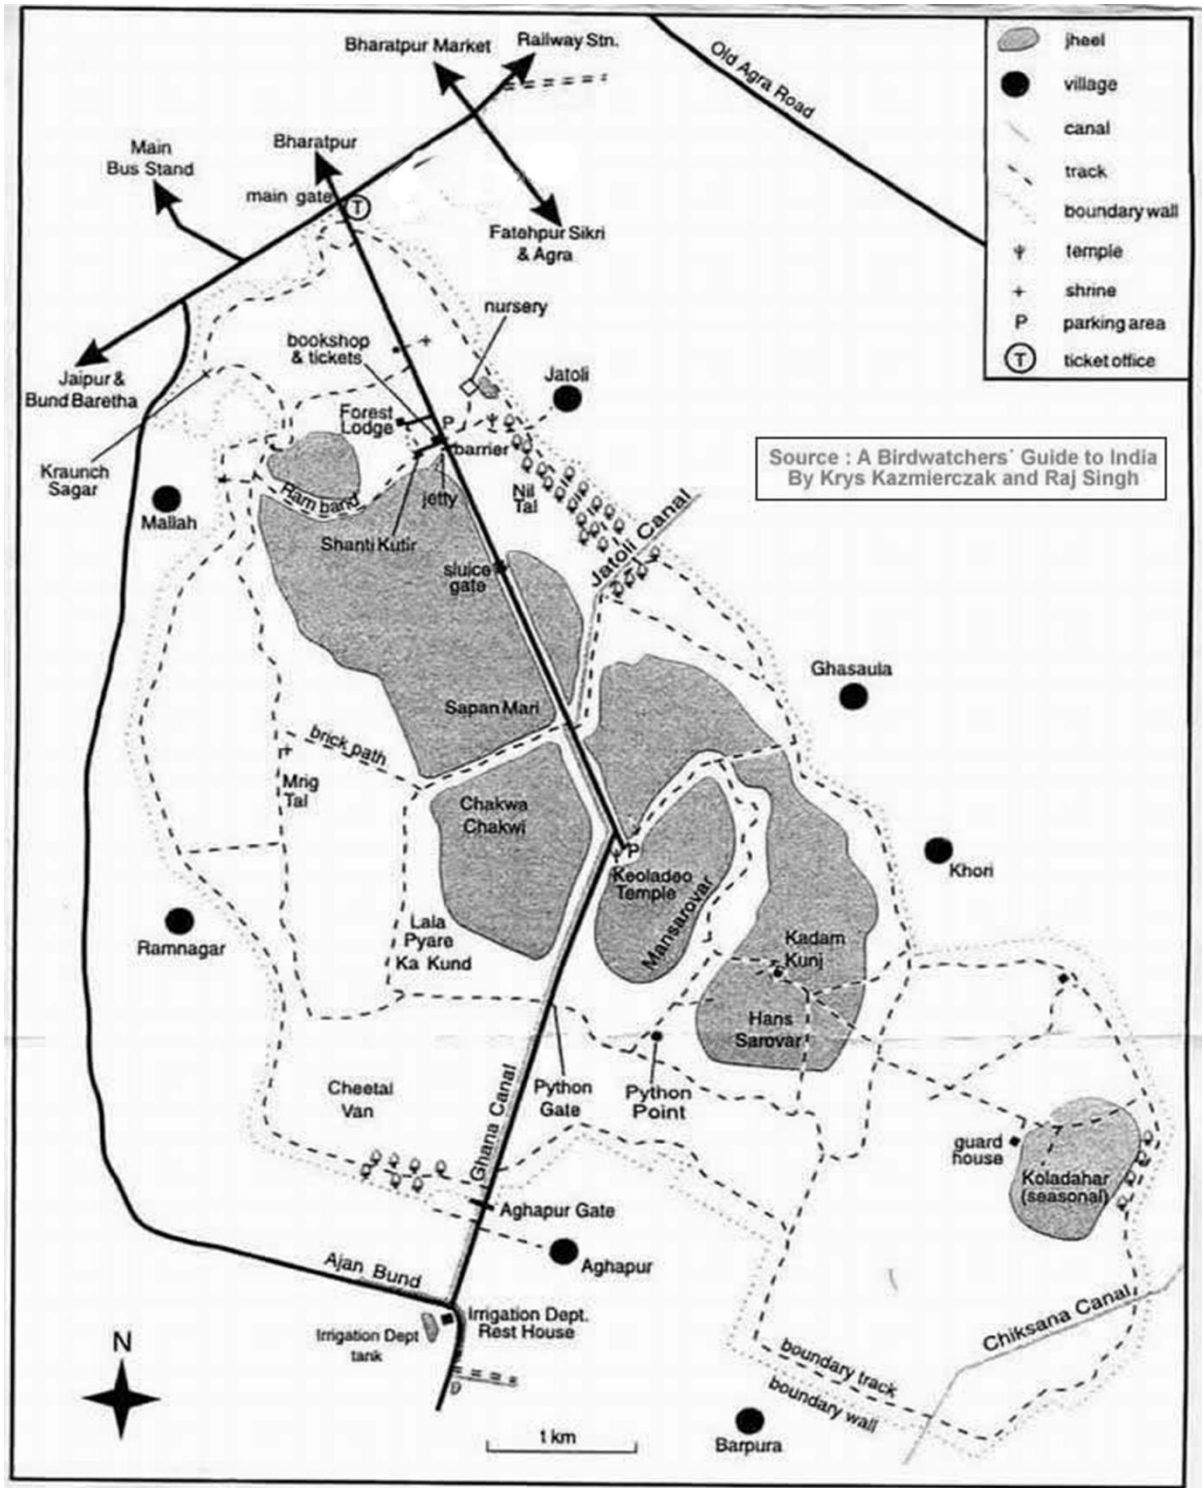 Bharatpur Market
Railway Stn.
Old Agra Road
jheel
village
canal
track
boundary wall
temple
shrine
P
parking area
T
ticket office
Main
Bus Stand
Bharatpur
main gate
T
Fatehpur Sikri
& Agra
nursery
bookshop
& tickets
Jatoli
Jaipur &
Bund Baretha
Forest
Lodge
P
barrier
Source : A Birdwatchers´ Guide to India
By Krys Kazmierczak and Raj Singh
Kraunch
Sagar
Mallah
Ram band
jetty
Nil
Tal
Shanti Kutir
Jatoli Canal
sluice
gate
Ghasaula
Sapan Mari
brick path
Mrig
Tal
Chakwa
Chakwi
P
Keoladeo
Temple
Mansarovar
Khori
Ramnagar
Lala
Pyare
Ka Kund
Kadam
Kunj
Hans
Sarovar
Cheetal
Van
Ghana Canal
Python
Gate
Python
Point
guard
house
Koladahar
(seasonal)
Aghapur Gate
Aghapur
Ajan Bund
Irrigation Dept.
Rest House
Irrigation Dept
tank
Chiksana Canal
N
boundary track
boundary wall
1 km
Barpura